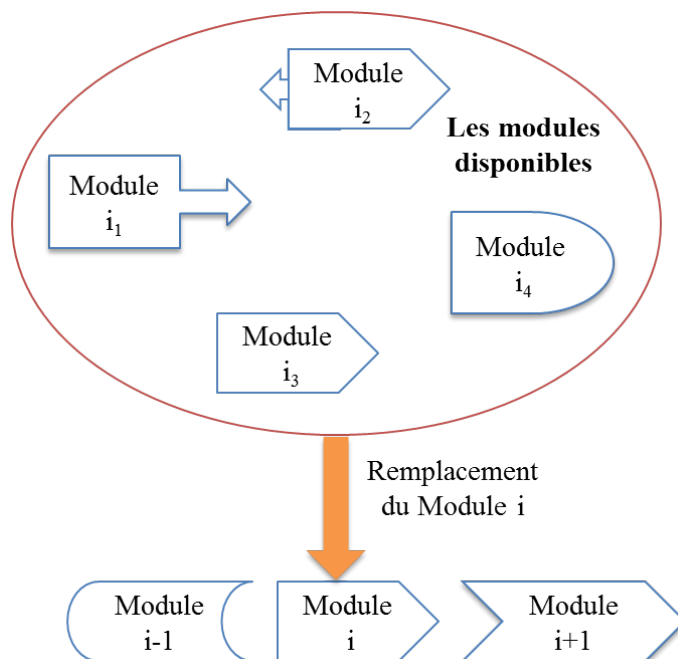 Module
i₂
Les modules
disponibles
Module
i₁
Module
i₄
Module
i₃
Remplacement
du Module i
Module
i-1
Module
i
Module
i+1